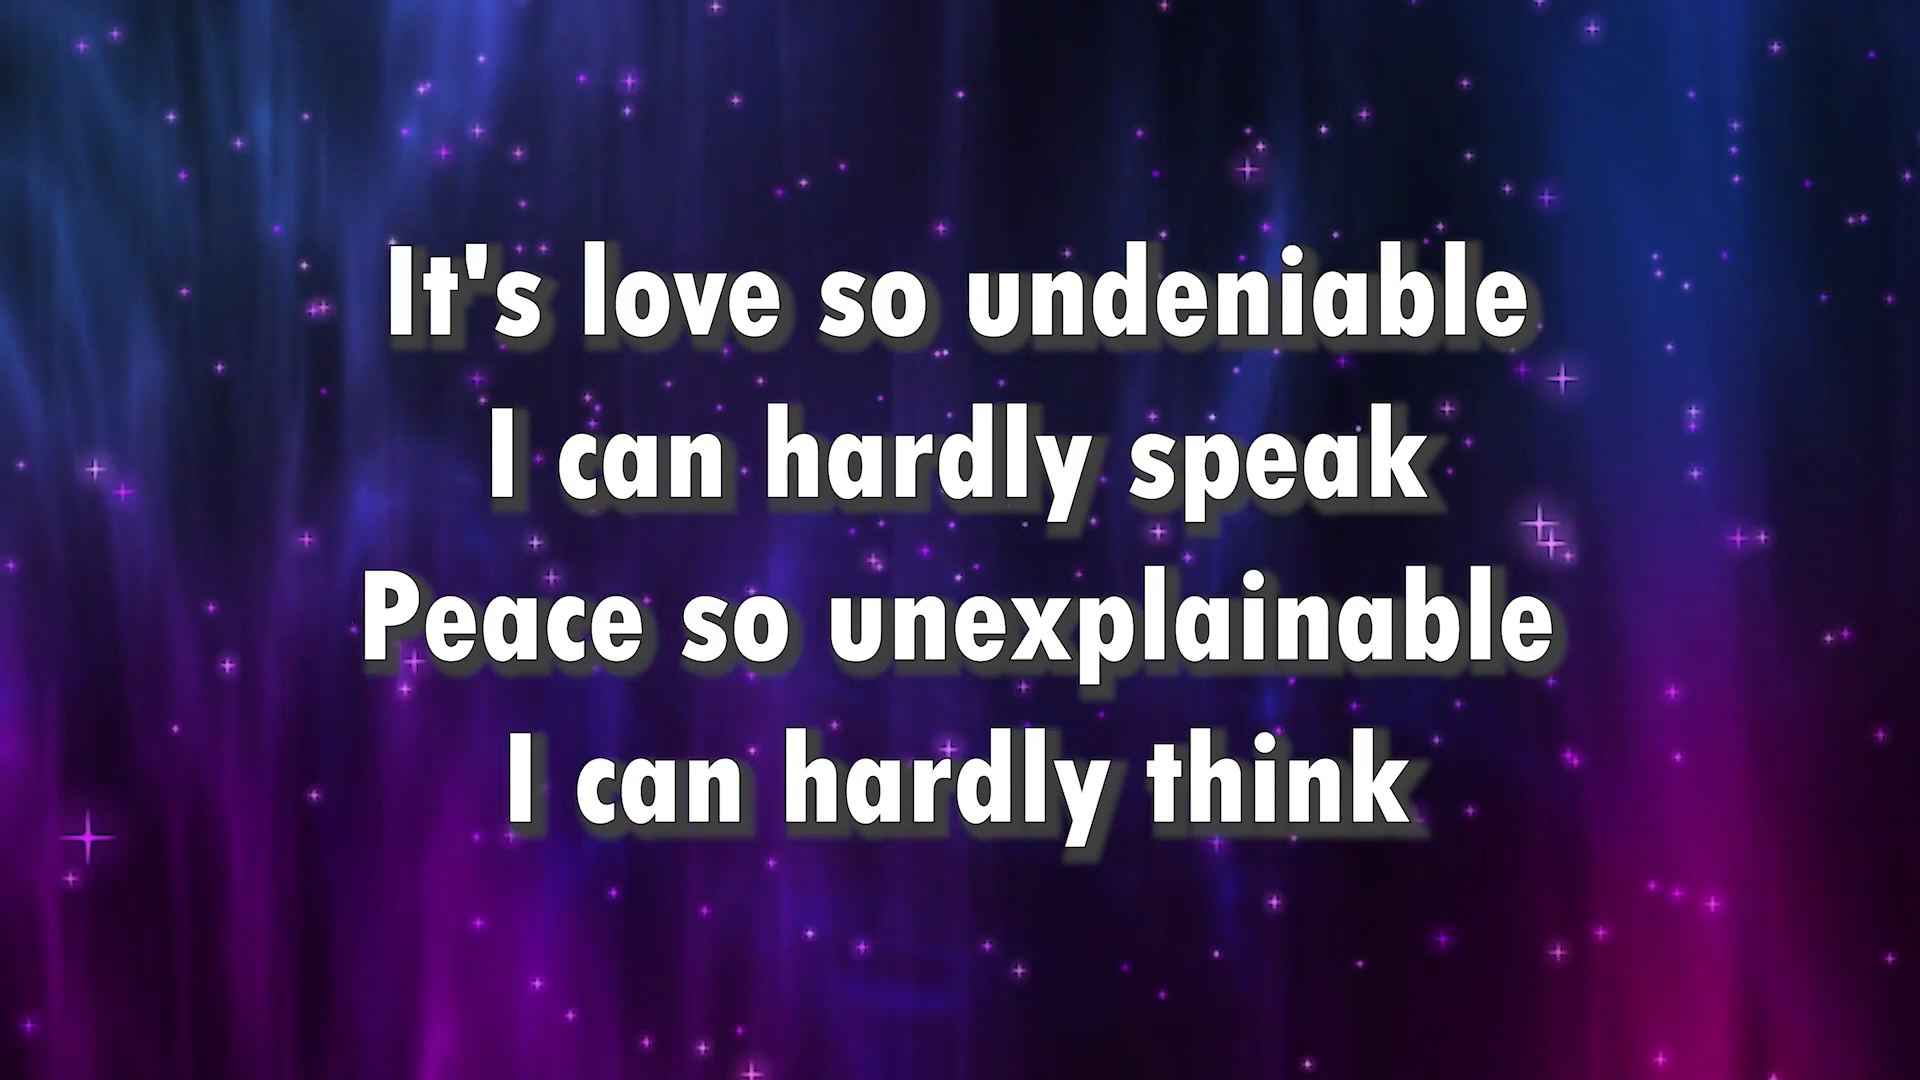 It's love so undeniable
I can hardly speak
Peace so unexplainable
I can hardly think